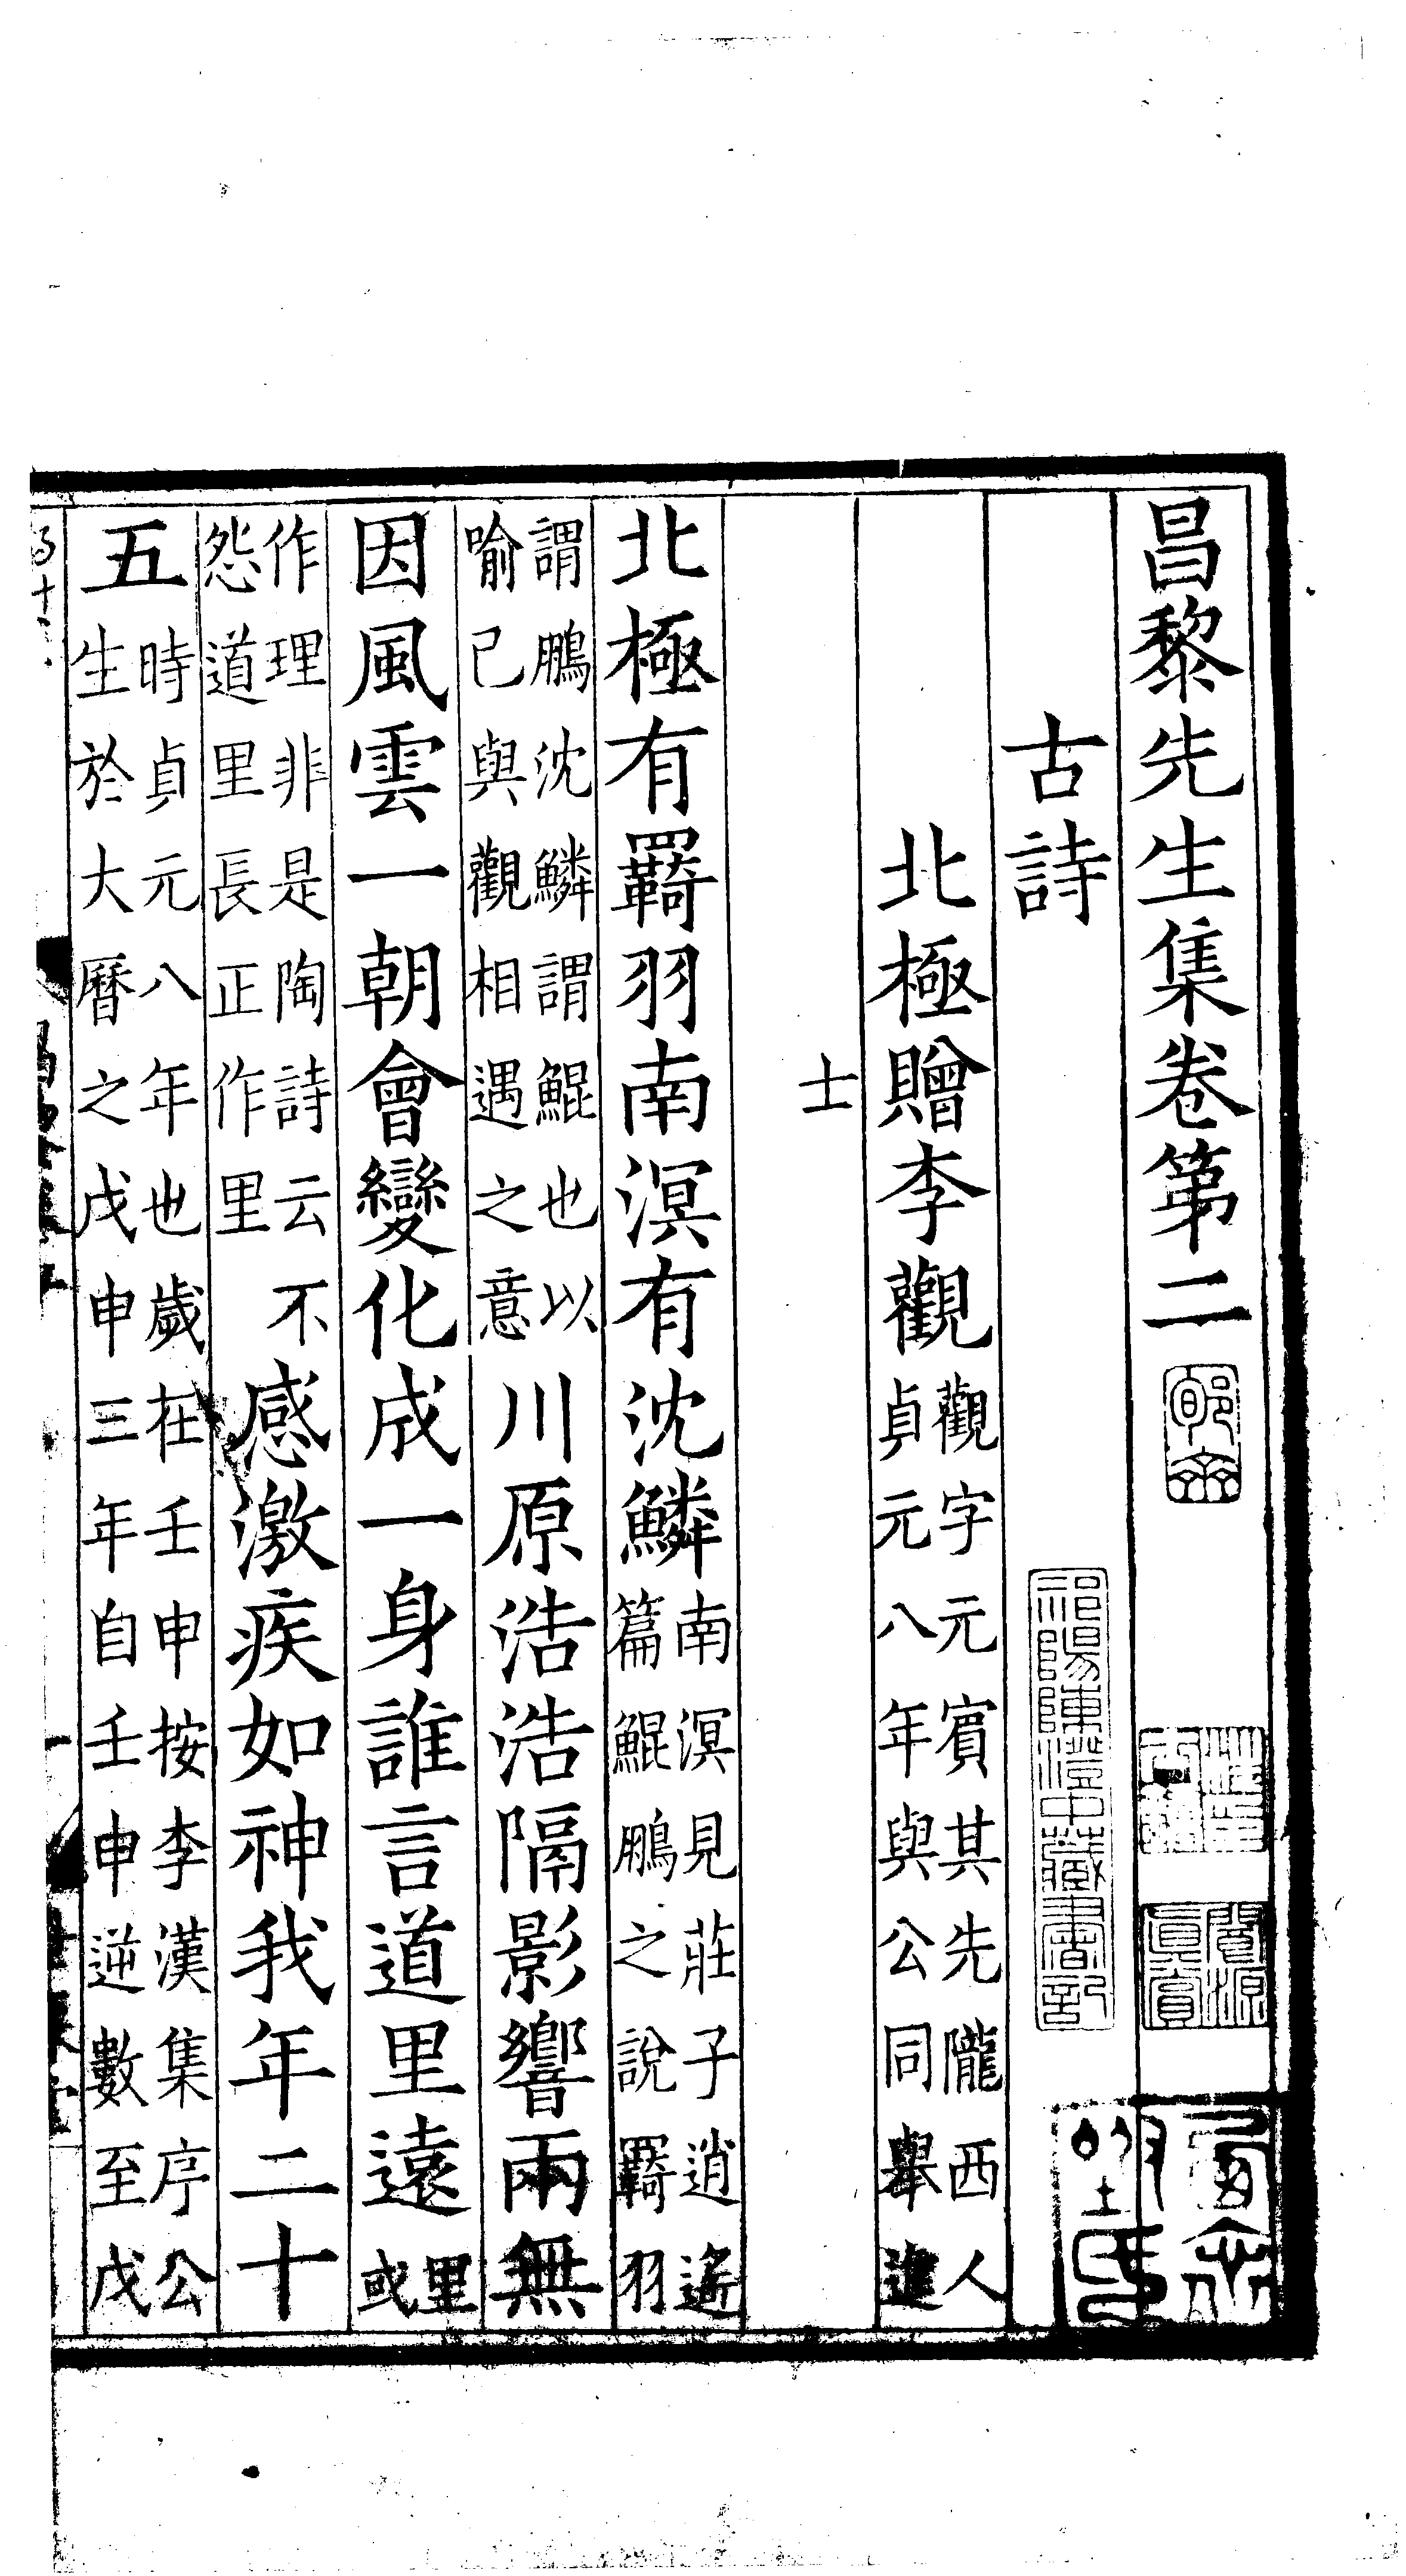 昌黎先生集卷第二
古詩
北極贈李觀觀字元賓其先隴西人貞元八年與公同舉進
士
北極有羇羽南溟有沈鱗南溟見莊子逍遙篇鯤鵬之說羇羽
謂鵬沈鱗謂鯤也以喻已與觀相遇之意川原浩浩隔影響兩無
因風雲一朝會變化成一身誰言道里遠里或
作理非是陶詩云不怨道里長正作里感激疾如神我年二十
五時貞元八年也歲在壬申按李漢集序公生於大曆之戊申三年自壬申逆數至戊